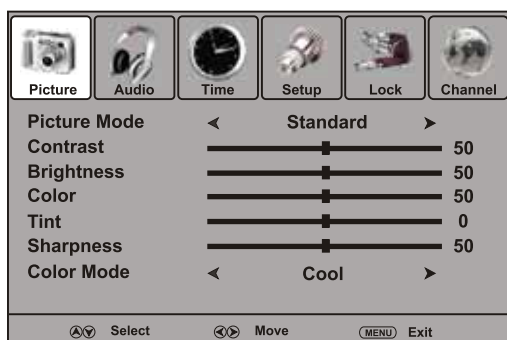 Picture Audio Time Setup Lock Channel
Picture Mode Standard
Contrast 50
Brightness 50
Color 50
Tint 0
Sharpness 50
Color Mode Cool
Select Move MENU Exit